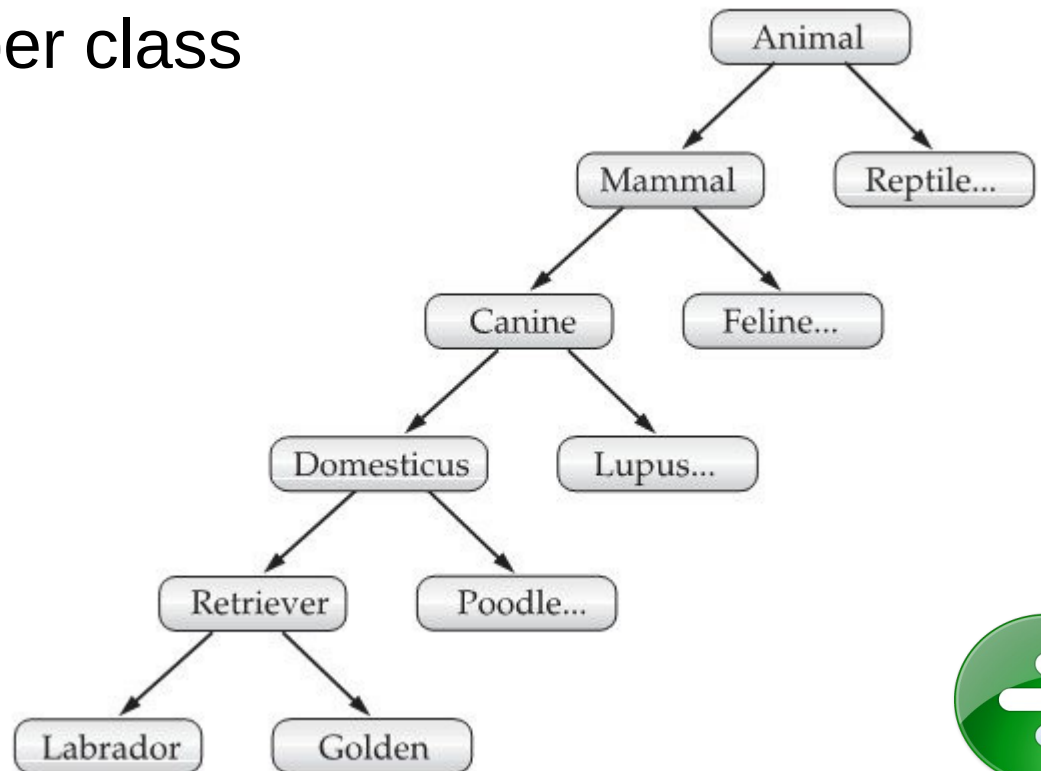 er class
Animal
Mammal Reptile...
Canine Feline...
Domesticus Lupus...
Retriever Poodle...
Labrador Golden